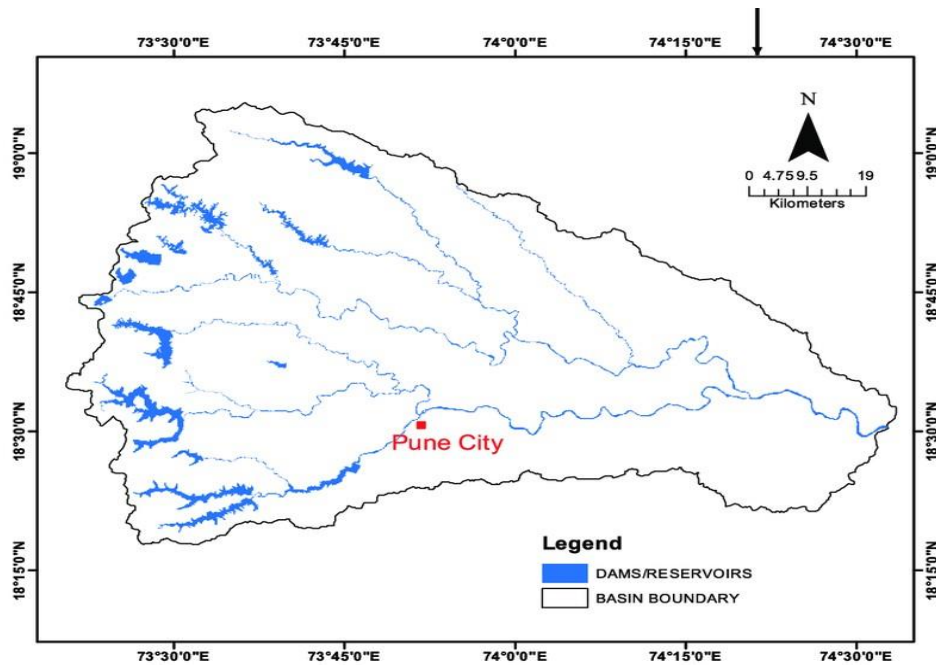 73°30'0"E 73°45'0"E 74°0'0"E 74°15'0"E 74°30'0"E
N
0 4.75 9.5 19
Kilometers
19°0'0"N 19°0'0"N
18°45'0"N 18°45'0"N
18°30'0"N 18°30'0"N
Pune City
Legend
DAMS/RESERVOIRS
BASIN BOUNDARY
18°15'0"N 18°15'0"N
73°30'0"E 73°45'0"E 74°0'0"E 74°15'0"E 74°30'0"E